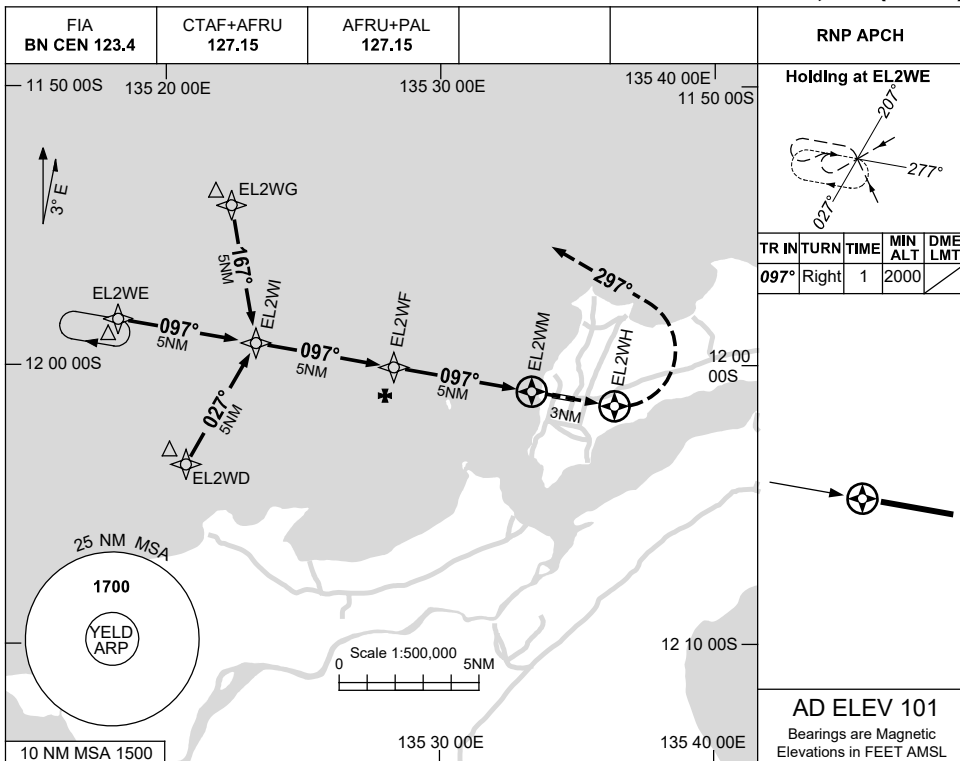 FIA
BN CEN 123.4
CTAF+AFRU
127.15
AFRU+PAL
127.15
RNP APCH
11 50 00S
135 20 00E
135 30 00E
135 40 00E
11 50 00S
3° E
EL2WG
167°
5NM
EL2WE
097°
5NM
EL2WI
097°
5NM
EL2WF
097°
5NM
EL2WM
3NM
EL2WH
297°
12 00 00S
12 00
00S
027°
5NM
EL2WD
25 NM MSA
1700
YELD
ARP
10 NM MSA 1500
Scale 1:500,000
0
5NM
12 10 00S
135 30 00E
135 40 00E
Holding at EL2WE
207°
277°
027°
TR IN TURN TIME MIN ALT DME LMT
097° Right 1 2000
AD ELEV 101
Bearings are Magnetic
Elevations in FEET AMSL